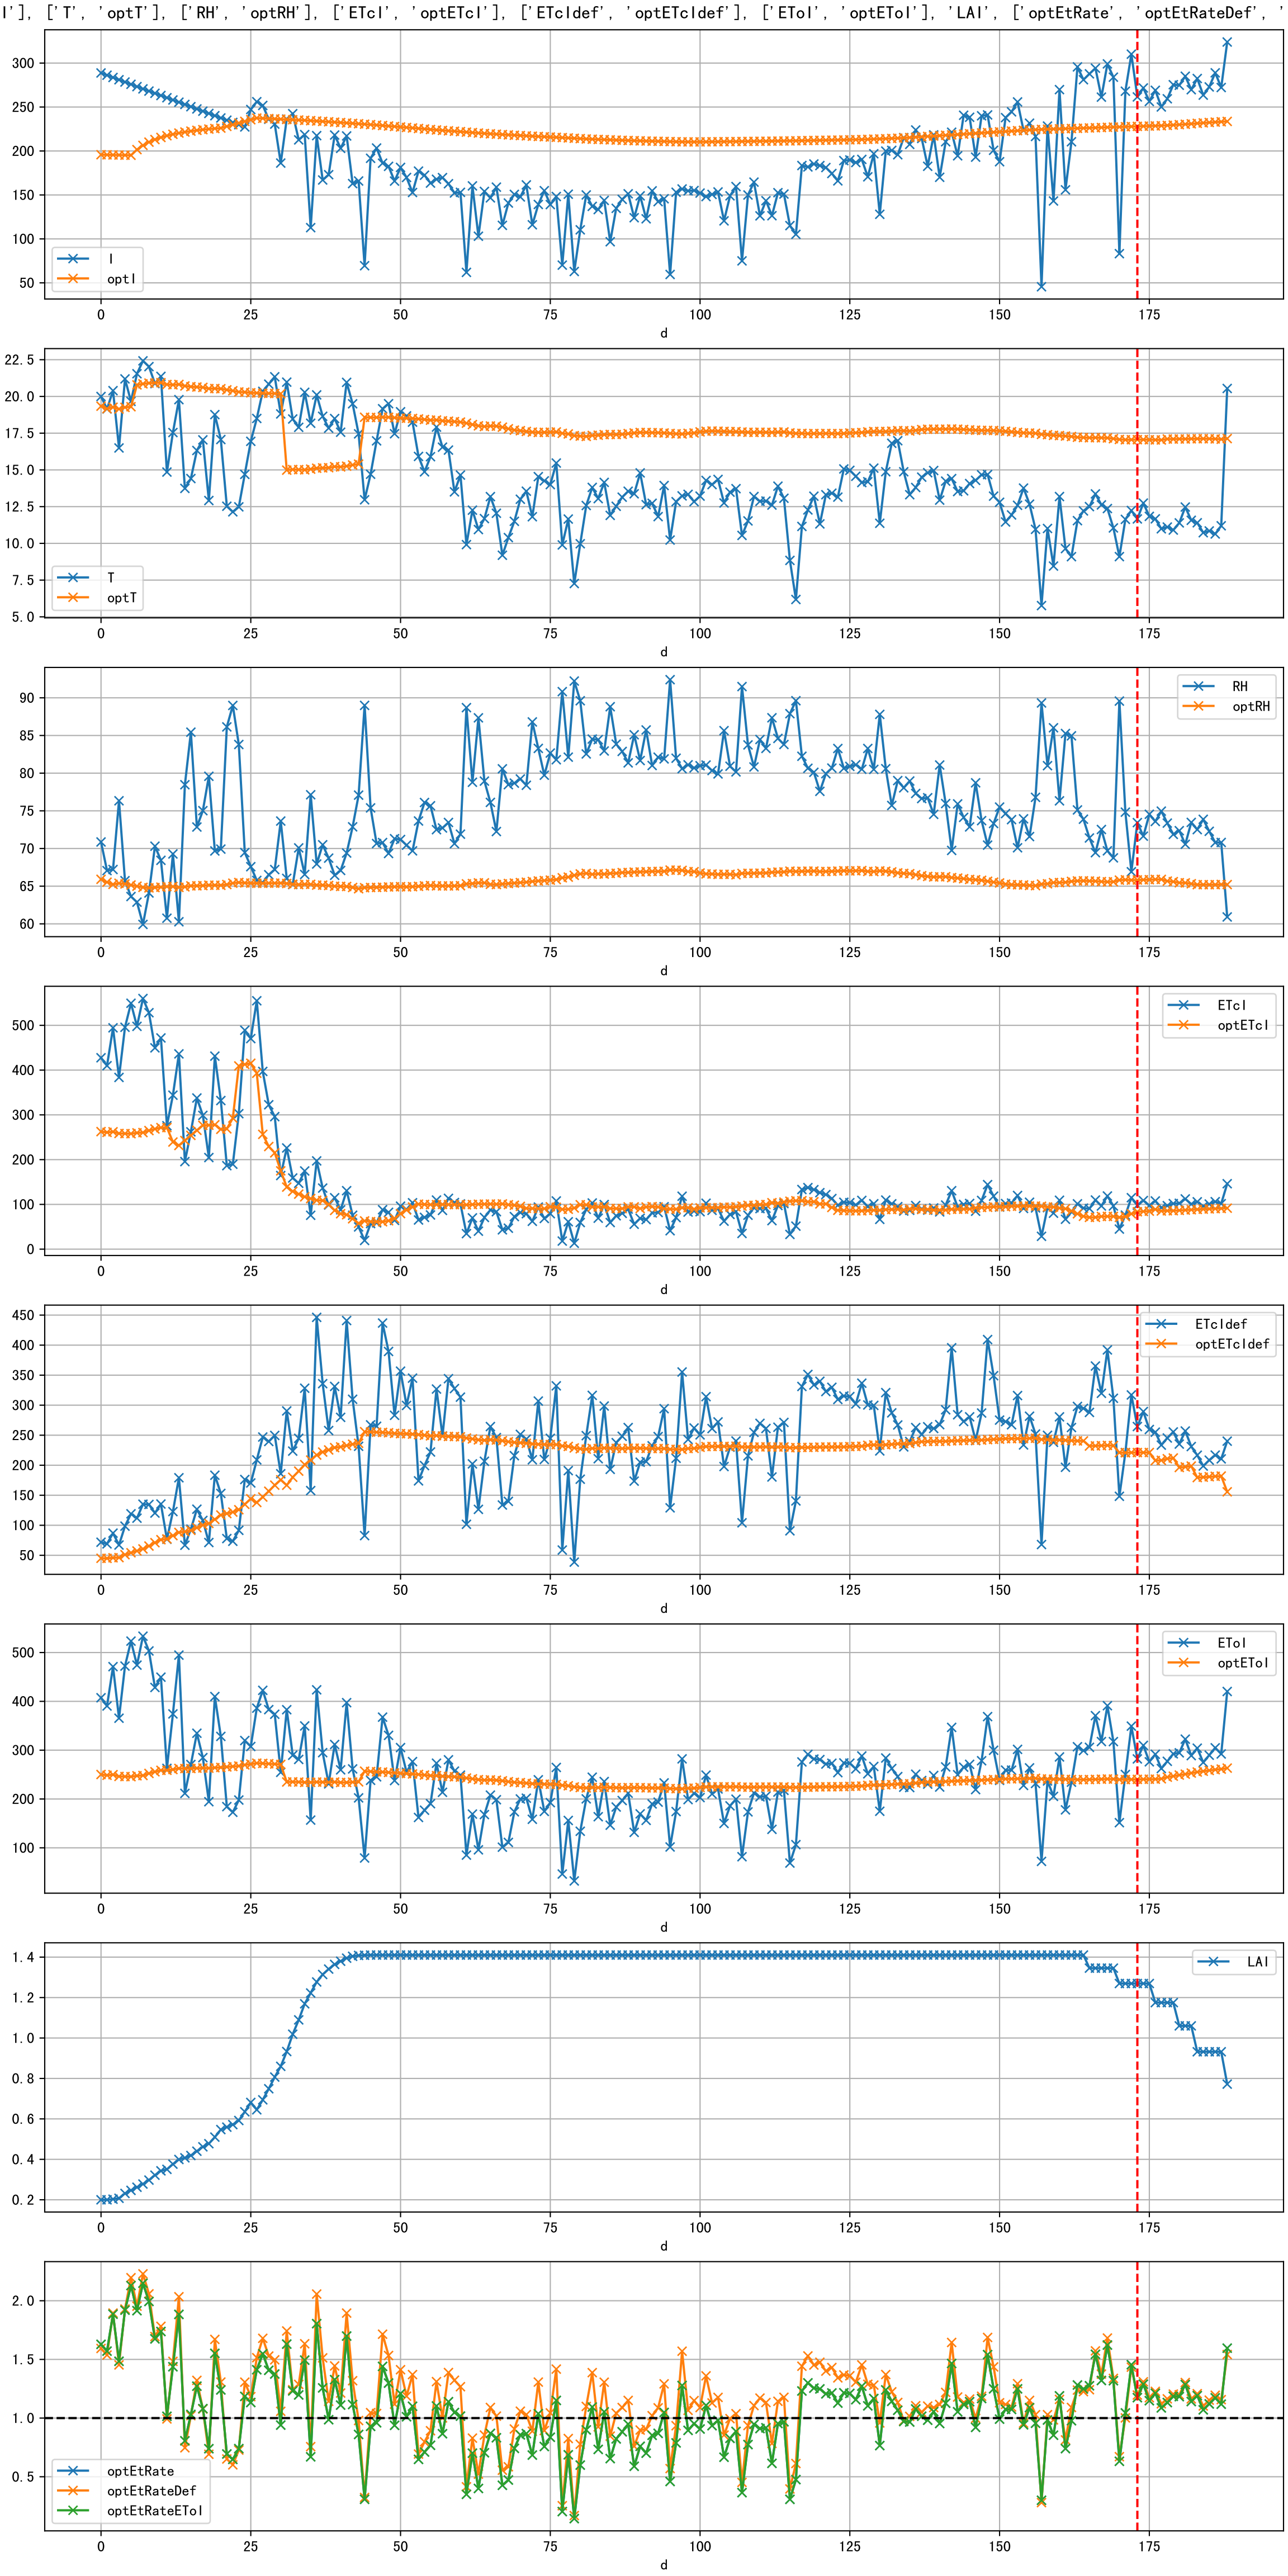 I'], ['T', 'optT'], ['RH', 'optRH'], ['ETcI', 'optETcI'], ['ETcIdef', 'optETcIdef'], ['EToI', 'optEToI'], 'LAI', ['optEtRate', 'optEtRateDef', '
300
250
200
150
100
50
I
optI
0 25 50 75 100 125 150 175
d
22.5
20.0
17.5
15.0
12.5
10.0
7.5
5.0
T
optT
0 25 50 75 100 125 150 175
d
90
85
80
75
70
65
60
RH
optRH
0 25 50 75 100 125 150 175
d
500
400
300
200
100
0
ETcI
optETcI
0 25 50 75 100 125 150 175
d
450
400
350
300
250
200
150
100
50
ETcIdef
optETcIdef
0 25 50 75 100 125 150 175
d
500
400
300
200
100
EToI
optEToI
0 25 50 75 100 125 150 175
d
1.4
1.2
1.0
0.8
0.6
0.4
0.2
LAI
0 25 50 75 100 125 150 175
d
2.0
1.5
1.0
0.5
optEtRate
optEtRateDef
optEtRateEToI
0 25 50 75 100 125 150 175
d